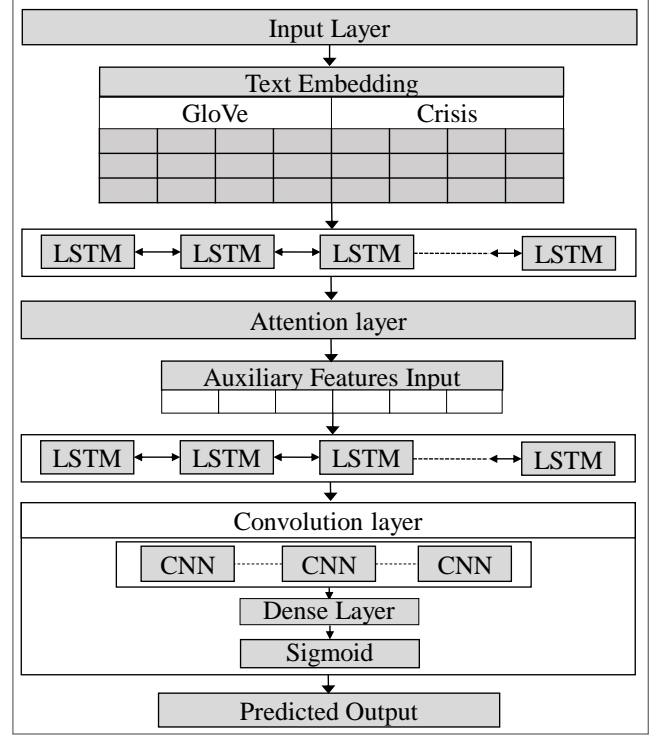 Input Layer
Text Embedding
GloVe Crisis
LSTM LSTM LSTM LSTM
Attention layer
Auxiliary Features Input
LSTM LSTM LSTM LSTM
Convolution layer
CNN CNN CNN
Dense Layer
Sigmoid
Predicted Output